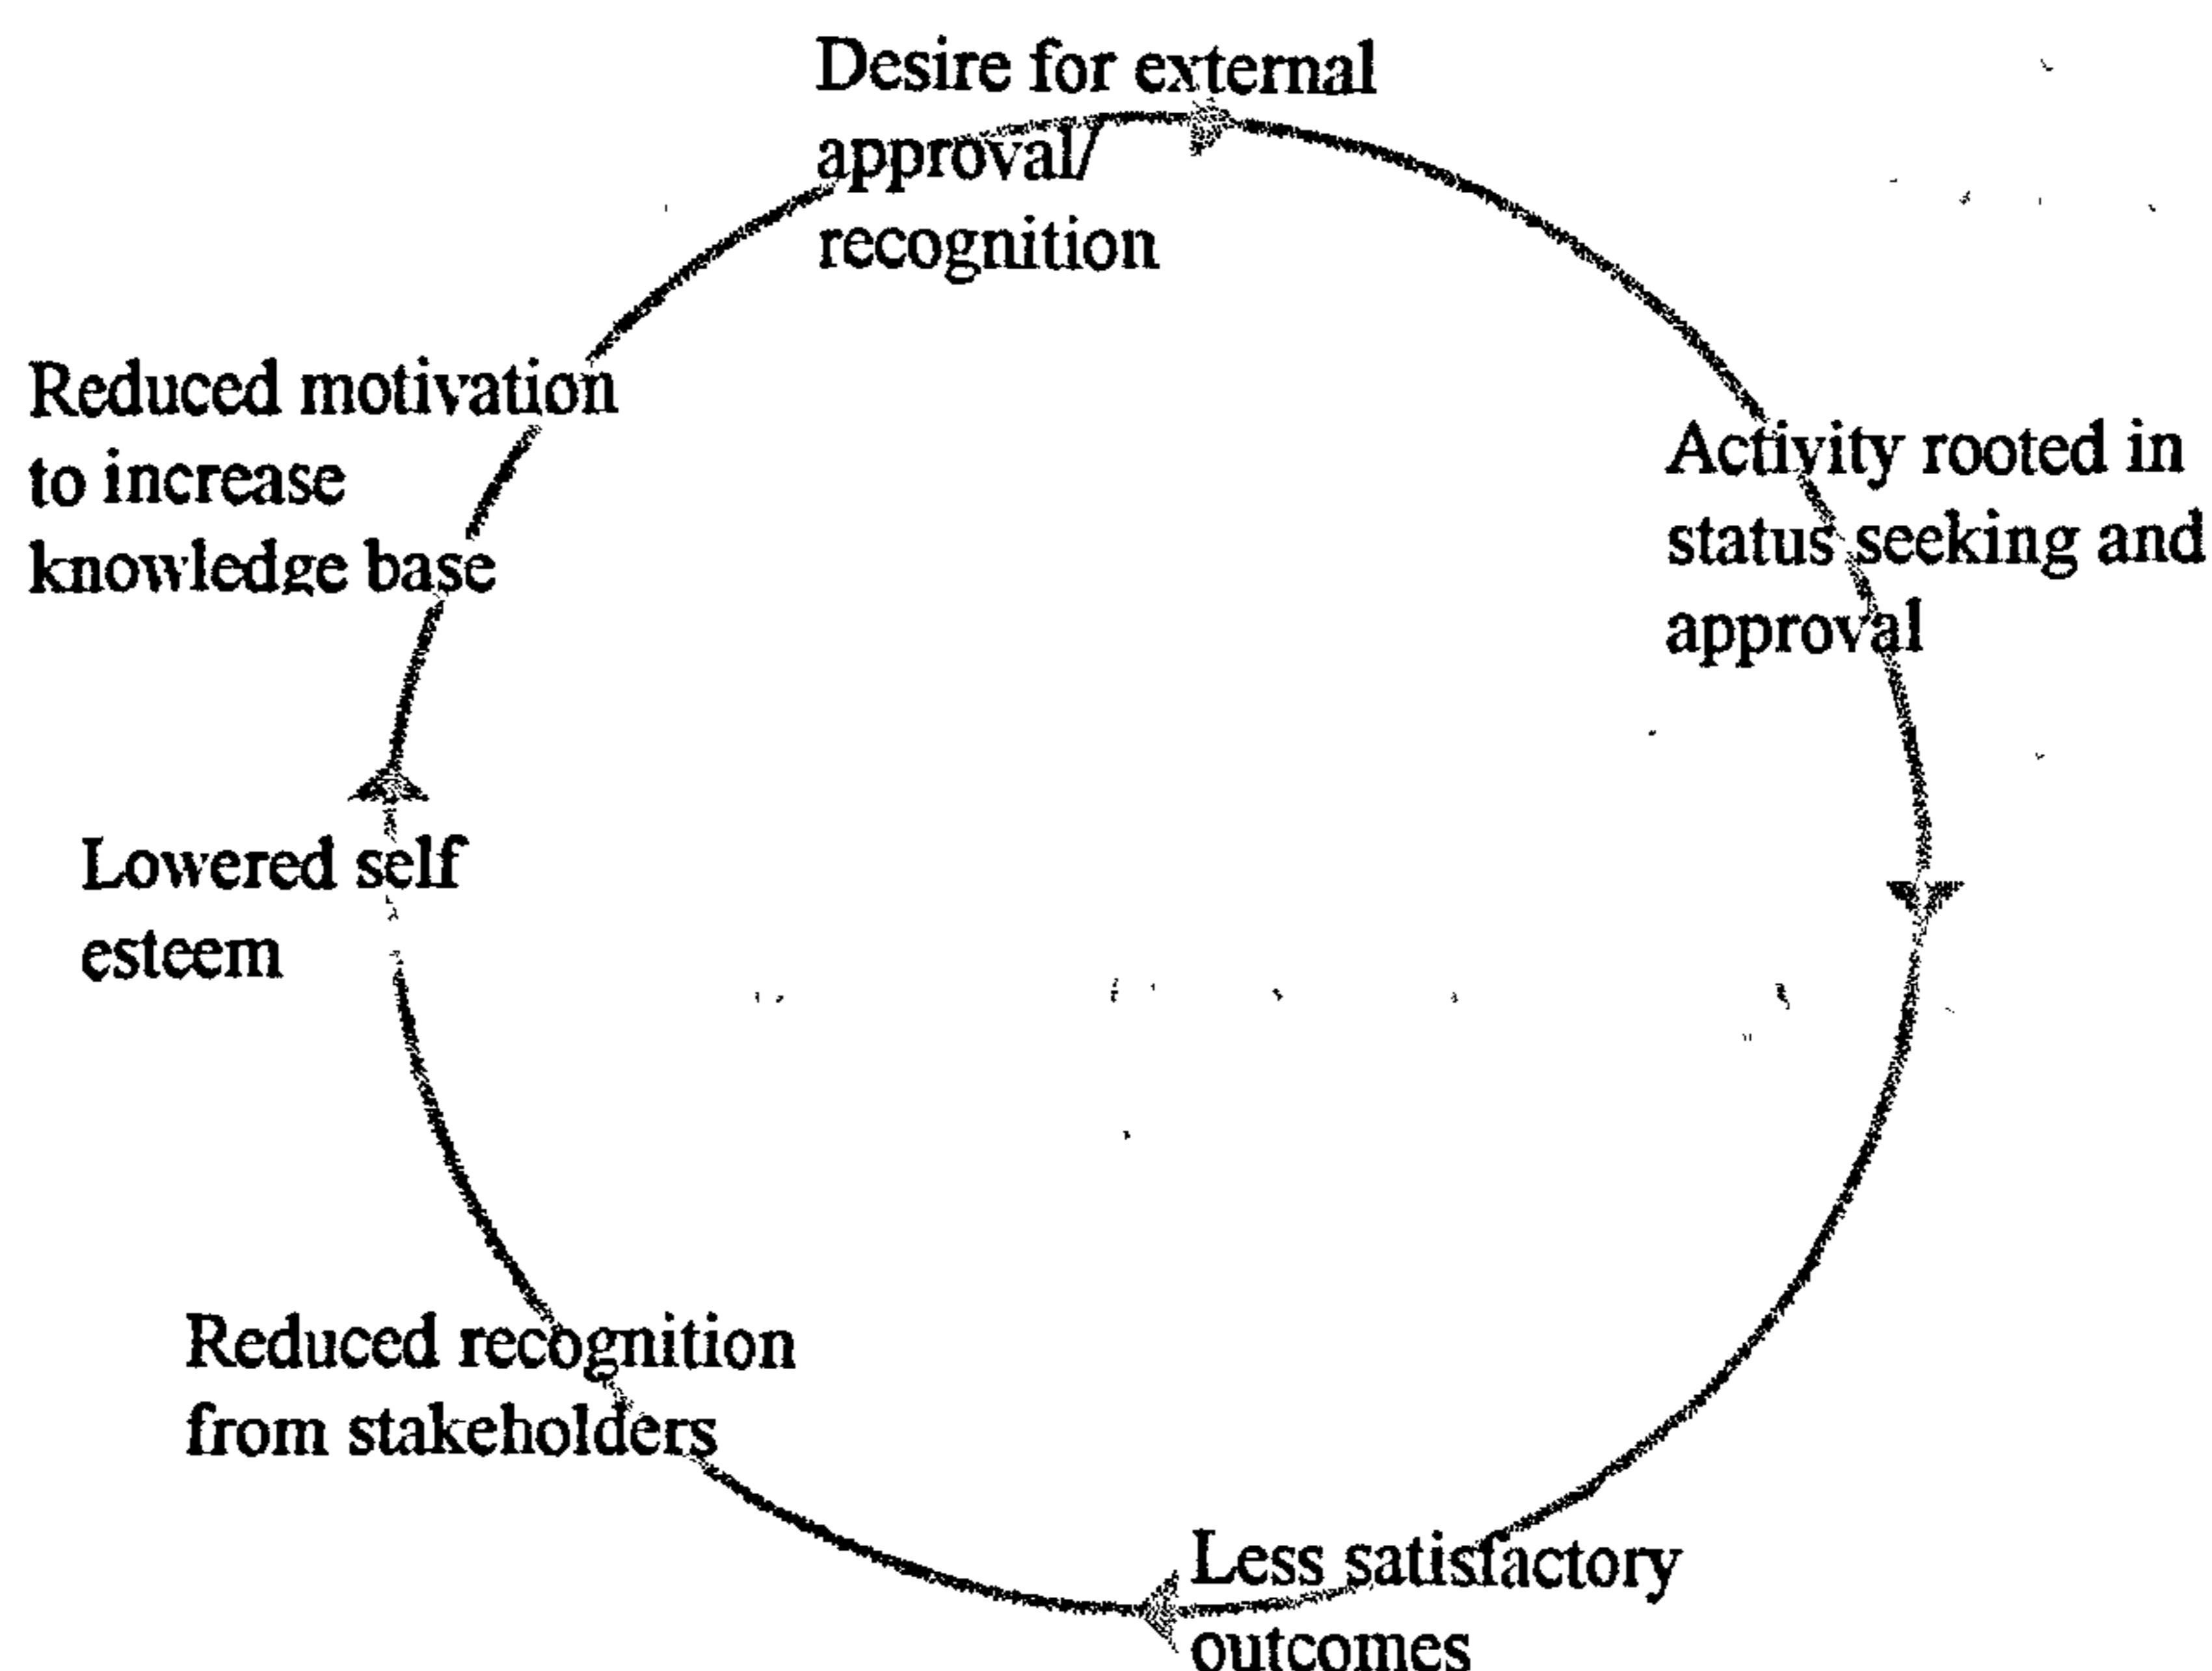 Desire for external
approval/
recognition
Activity rooted in
status seeking and
approval
Less satisfactory
outcomes
Reduced recognition
from stakeholders
Lowered self
esteem
Reduced motivation
to increase
knowledge base